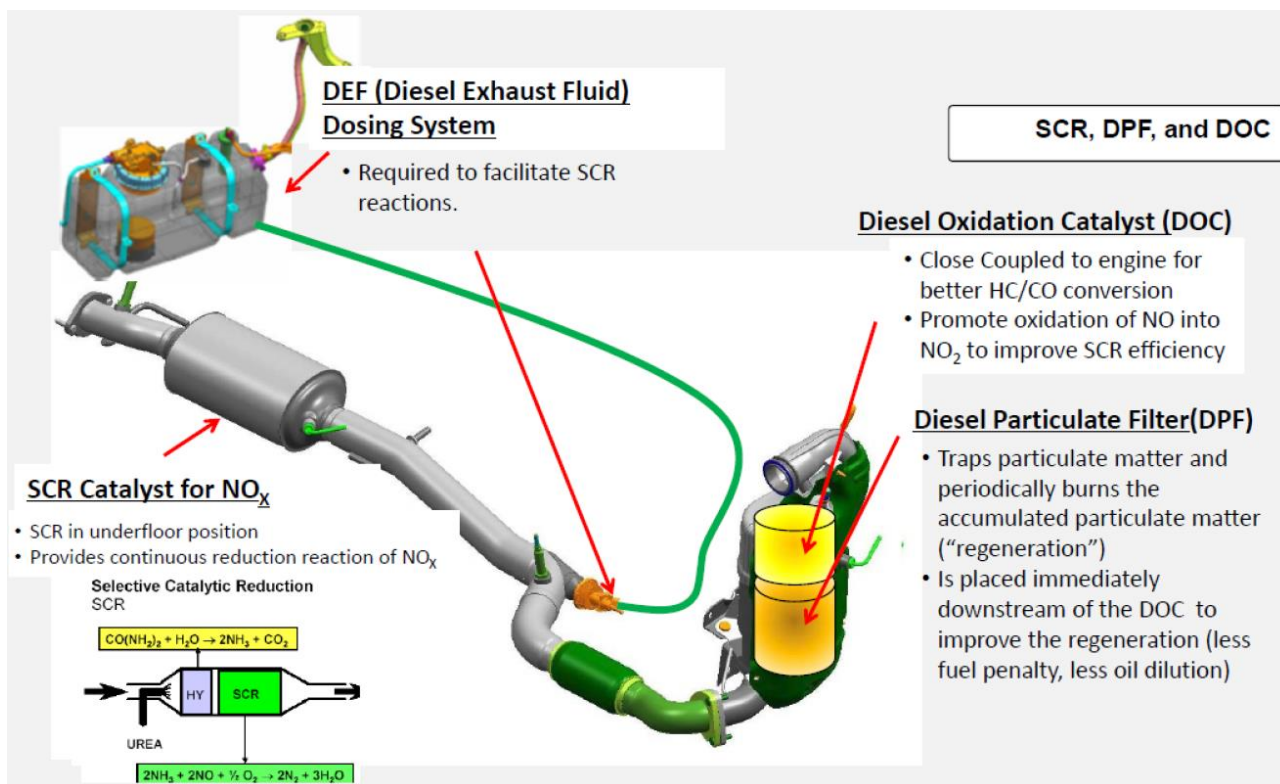 DEF (Diesel Exhaust Fluid)
Dosing System
• Required to facilitate SCR
reactions.
SCR, DPF, and DOC
Diesel Oxidation Catalyst (DOC)
• Close Coupled to engine for
better HC/CO conversion
• Promote oxidation of NO into
NO₂ to improve SCR efficiency
Diesel Particulate Filter(DPF)
• Traps particulate matter and
periodically burns the
accumulated particulate matter
(“regeneration”)
• Is placed immediately
downstream of the DOC to
improve the regeneration (less
fuel penalty, less oil dilution)
SCR Catalyst for NOX
• SCR in underfloor position
• Provides continuous reduction reaction of NOX
Selective Catalytic Reduction
SCR
CO(NH₂)₂ + H₂O → 2NH₃ + CO₂
HY
SCR
UREA
2NH₃ + 2NO + ½ O₂ → 2N₂ + 3H₂O